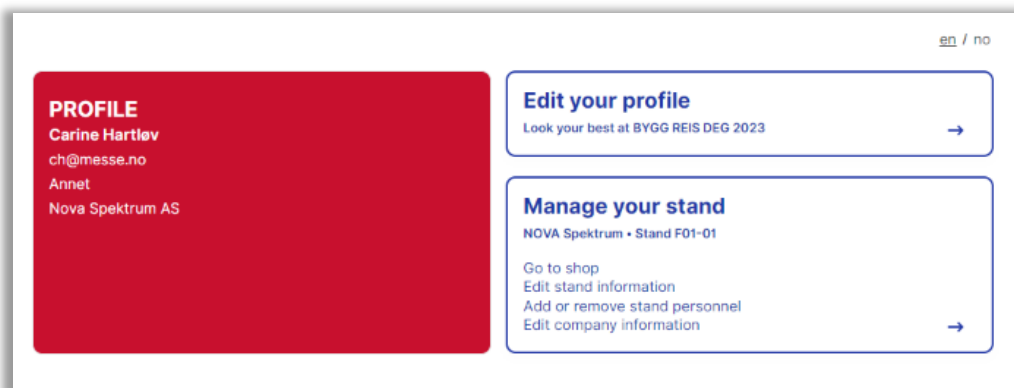 en / no
PROFILE
Carine Hartløv
ch@messe.no
Annet
Nova Spektrum AS
Edit your profile
Look your best at BYGG REIS DEG 2023
→
Manage your stand
NOVA Spektrum • Stand F01-01
Go to shop
Edit stand information
Add or remove stand personnel
Edit company information
→